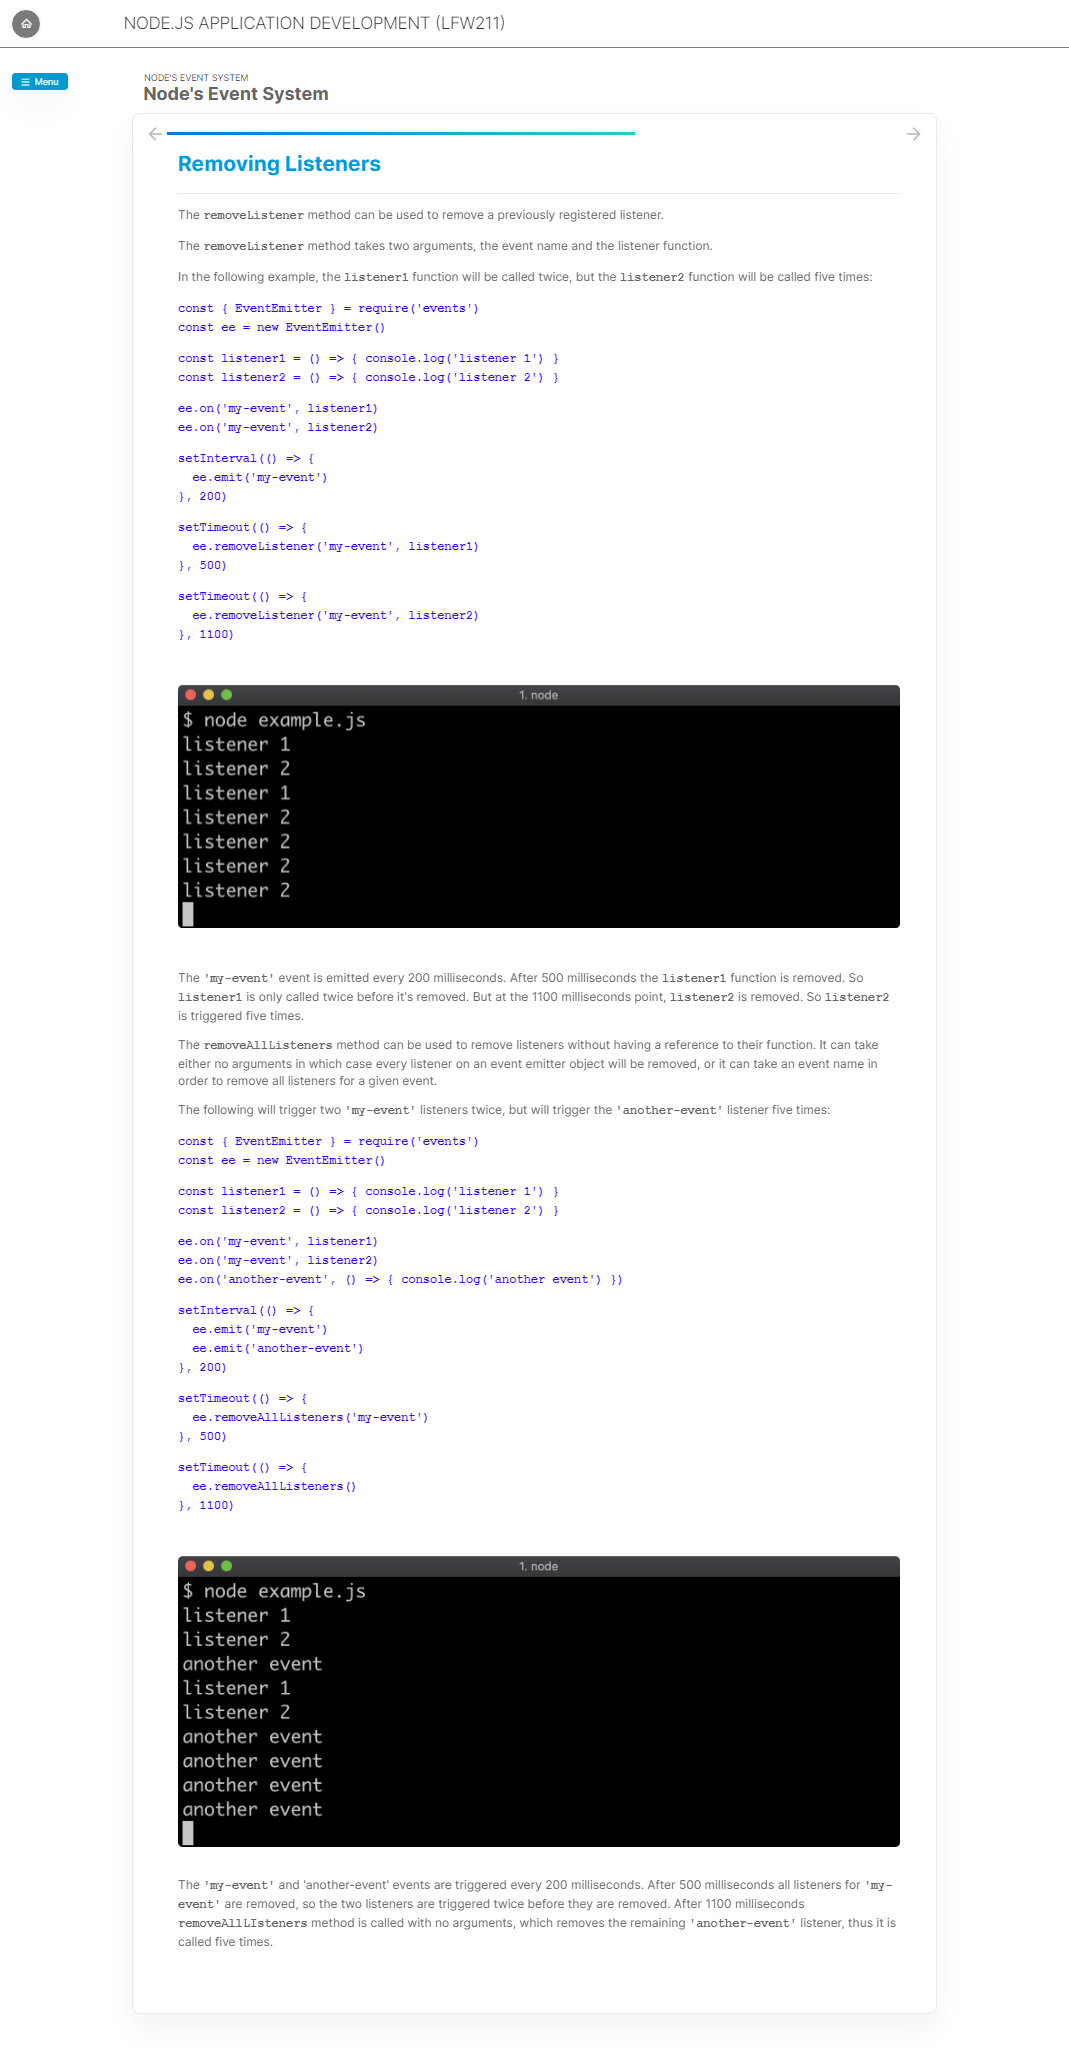 NODE.JS APPLICATION DEVELOPMENT (LFW211)
Menu
NODE'S EVENT SYSTEM
Node's Event System
Removing Listeners
The removeListener method can be used to remove a previously registered listener.
The removeListener method takes two arguments, the event name and the listener function.
In the following example, the listener1 function will be called twice, but the listener2 function will be called five times:
const { EventEmitter } = require('events')
const ee = new EventEmitter()
const listener1 = () => { console.log('listener 1') }
const listener2 = () => { console.log('listener 2') }
ee.on('my-event', listener1)
ee.on('my-event', listener2)
setInterval(() => {
  ee.emit('my-event')
}, 200)
setTimeout(() => {
  ee.removeListener('my-event', listener1)
}, 500)
setTimeout(() => {
  ee.removeListener('my-event', listener2)
}, 1100)
1. node
$ node example.js
listener 1
listener 2
listener 1
listener 2
listener 2
listener 2
listener 2
The 'my-event' event is emitted every 200 milliseconds. After 500 milliseconds the listener1 function is removed. So
listener1 is only called twice before it's removed. But at the 1100 milliseconds point, listener2 is removed. So listener2
is triggered five times.
The removeAllListeners method can be used to remove listeners without having a reference to their function. It can take
either no arguments in which case every listener on an event emitter object will be removed, or it can take an event name in
order to remove all listeners for a given event.
The following will trigger two 'my-event' listeners twice, but will trigger the 'another-event' listener five times:
const { EventEmitter } = require('events')
const ee = new EventEmitter()
const listener1 = () => { console.log('listener 1') }
const listener2 = () => { console.log('listener 2') }
ee.on('my-event', listener1)
ee.on('my-event', listener2)
ee.on('another-event', () => { console.log('another event') })
setInterval(() => {
  ee.emit('my-event')
  ee.emit('another-event')
}, 200)
setTimeout(() => {
  ee.removeAllListeners('my-event')
}, 500)
setTimeout(() => {
  ee.removeAllListeners()
}, 1100)
1. node
$ node example.js
listener 1
listener 2
another event
listener 1
listener 2
another event
another event
another event
another event
The 'my-event' and 'another-event' events are triggered every 200 milliseconds. After 500 milliseconds all listeners for 'my-
event' are removed, so the two listeners are triggered twice before they are removed. After 1100 milliseconds
removeAllLIsteners method is called with no arguments, which removes the remaining 'another-event' listener, thus it is
called five times.